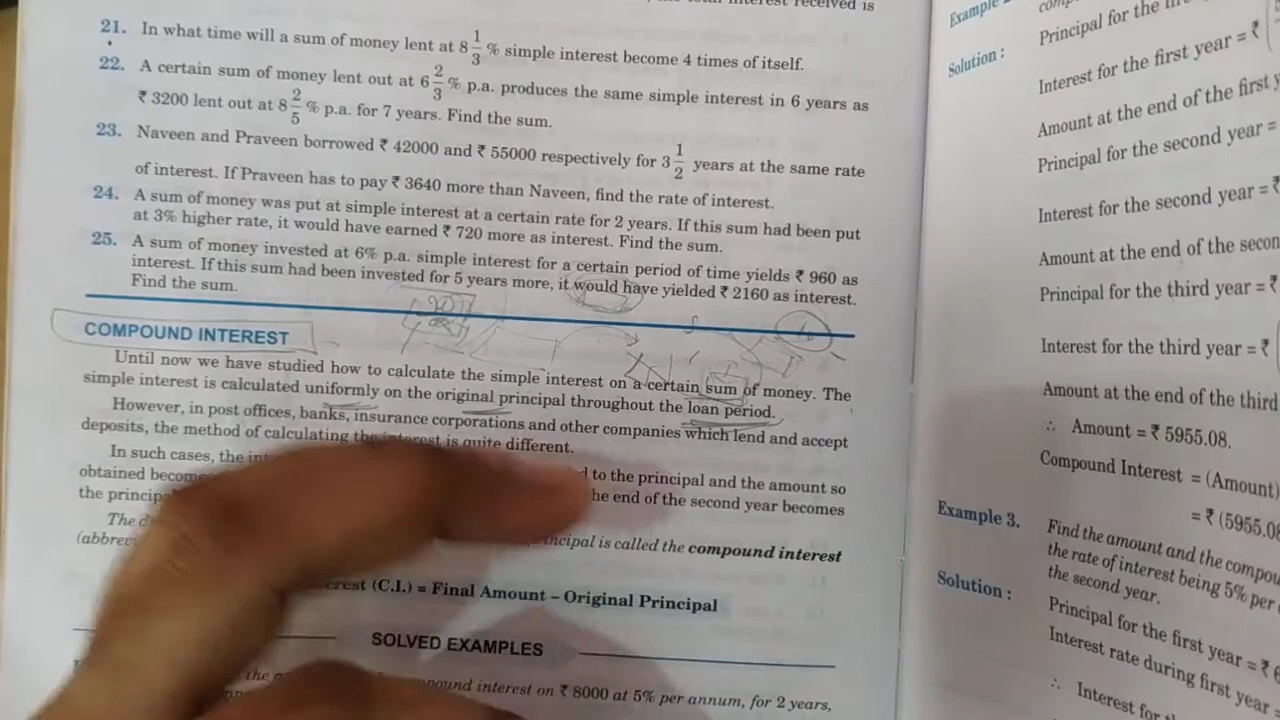 interest received is
21. In what time will a sum of money lent at 8 1/3 % simple interest become 4 times of itself.
22. A certain sum of money lent out at 6 2/3 % p.a. produces the same simple interest in 6 years as
₹ 3200 lent out at 8 2/5 % p.a. for 7 years. Find the sum.
23. Naveen and Praveen borrowed ₹ 42000 and ₹ 55000 respectively for 3 1/2 years at the same rate
of interest. If Praveen has to pay ₹ 3640 more than Naveen, find the rate of interest.
24. A sum of money was put at simple interest at a certain rate for 2 years. If this sum had been put
at 3% higher rate, it would have earned ₹ 720 more as interest. Find the sum.
25. A sum of money invested at 6% p.a. simple interest for a certain period of time yields ₹ 960 as
interest. If this sum had been invested for 5 years more, it would have yielded ₹ 2160 as interest.
Find the sum.
COMPOUND INTEREST
Until now we have studied how to calculate the simple interest on a certain sum of money. The
simple interest is calculated uniformly on the original principal throughout the loan period.
However, in post offices, banks, insurance corporations and other companies which lend and accept
deposits, the method of calculating the interest is quite different.
In such cases, the to the principal and the amount so
obtained the end of the second year becomes
the
The principal is called the compound interest
(C.I.) = Final Amount – Original Principal
SOLVED EXAMPLES
the compound interest on ₹ 8000 at 5% per annum, for 2 years,
Example
Principal for the
Solution :
Interest for the first year = ₹
Amount at the end of the first
Principal for the second year =
Interest for the second year = ₹
Amount at the end of the
Principal for the third year = ₹
Interest for the third year = ₹
Amount at the end of the third
∴ Amount = ₹ 5955.08.
Compound Interest = (Amount)
= ₹ (5955.08
Example 3. Find the amount and the
the rate of interest being 5% per
the second year.
Solution : Principal for the first year = ₹
Interest rate during first year =
∴ Interest for